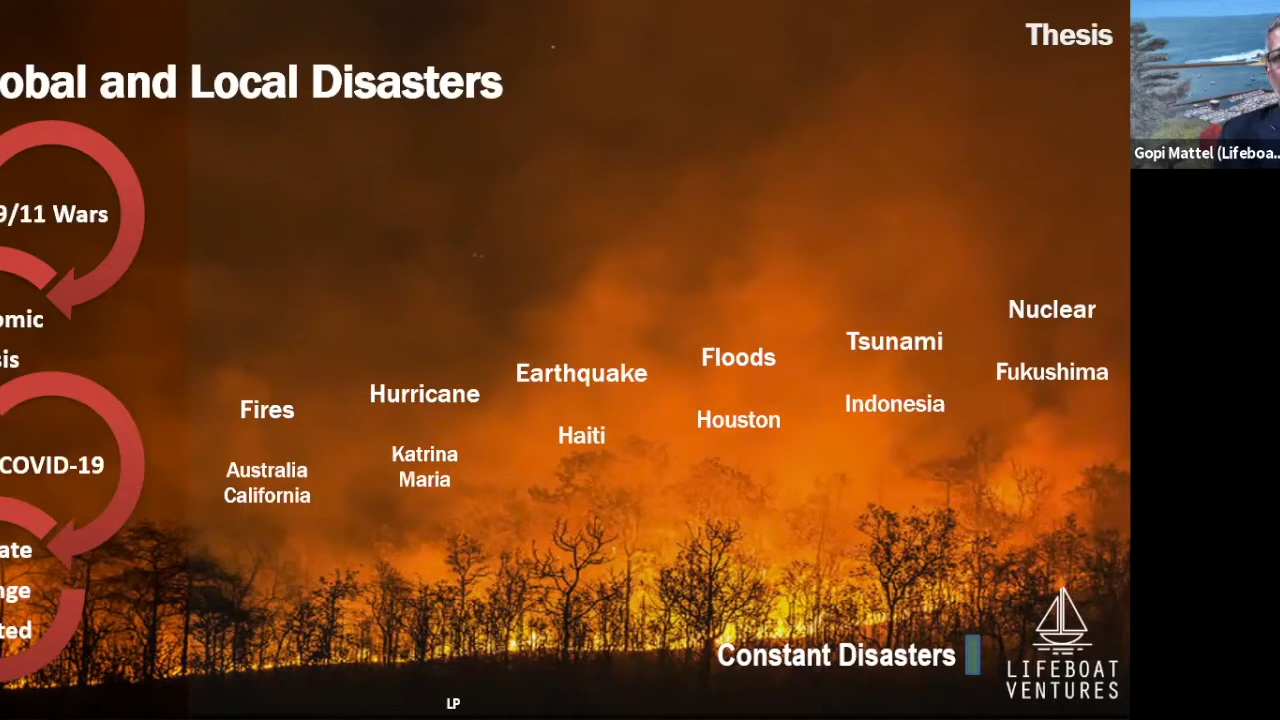 Thesis
obal and Local Disasters
Gopi Mattel (Lifeboa...
9/11 Wars
omic
sis
COVID-19
ate
nge
ted
Fires
Australia
California
Hurricane
Katrina
Maria
Earthquake
Haiti
Floods
Houston
Tsunami
Indonesia
Nuclear
Fukushima
Constant Disasters
LIFEBOAT
VENTURES
LP